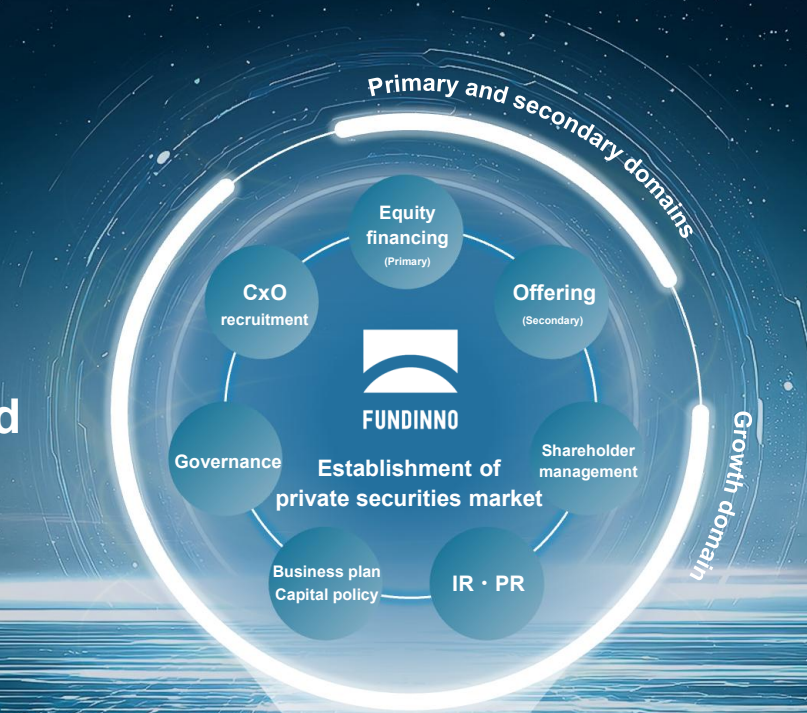 Primary and secondary domains
Equity
financing
(Primary)
CxO
recruitment
Offering
(Secondary)
FUNDINNO
d
Governance
Establishment of
private securities market
Shareholder
management
Growth domain
Business plan
Capital policy
IR・PR